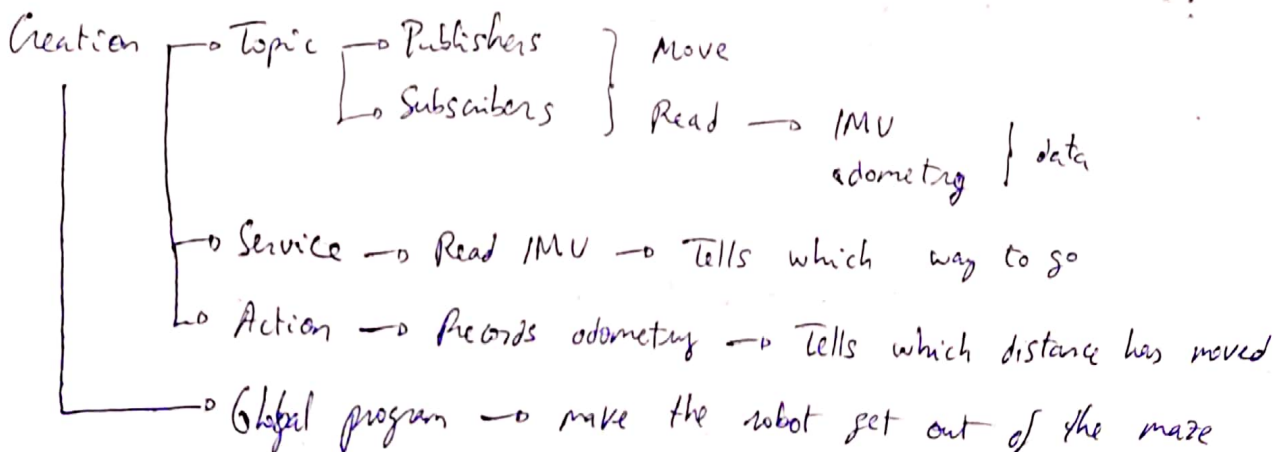 Creation → Topic → Publishers } Move
→ Subscribers } Read → IMU
odometry } data
→ Service → Read IMU → Tells which way to go
→ Action → Records odometry → Tells which distance has moved
→ Global program → make the robot get out of the maze